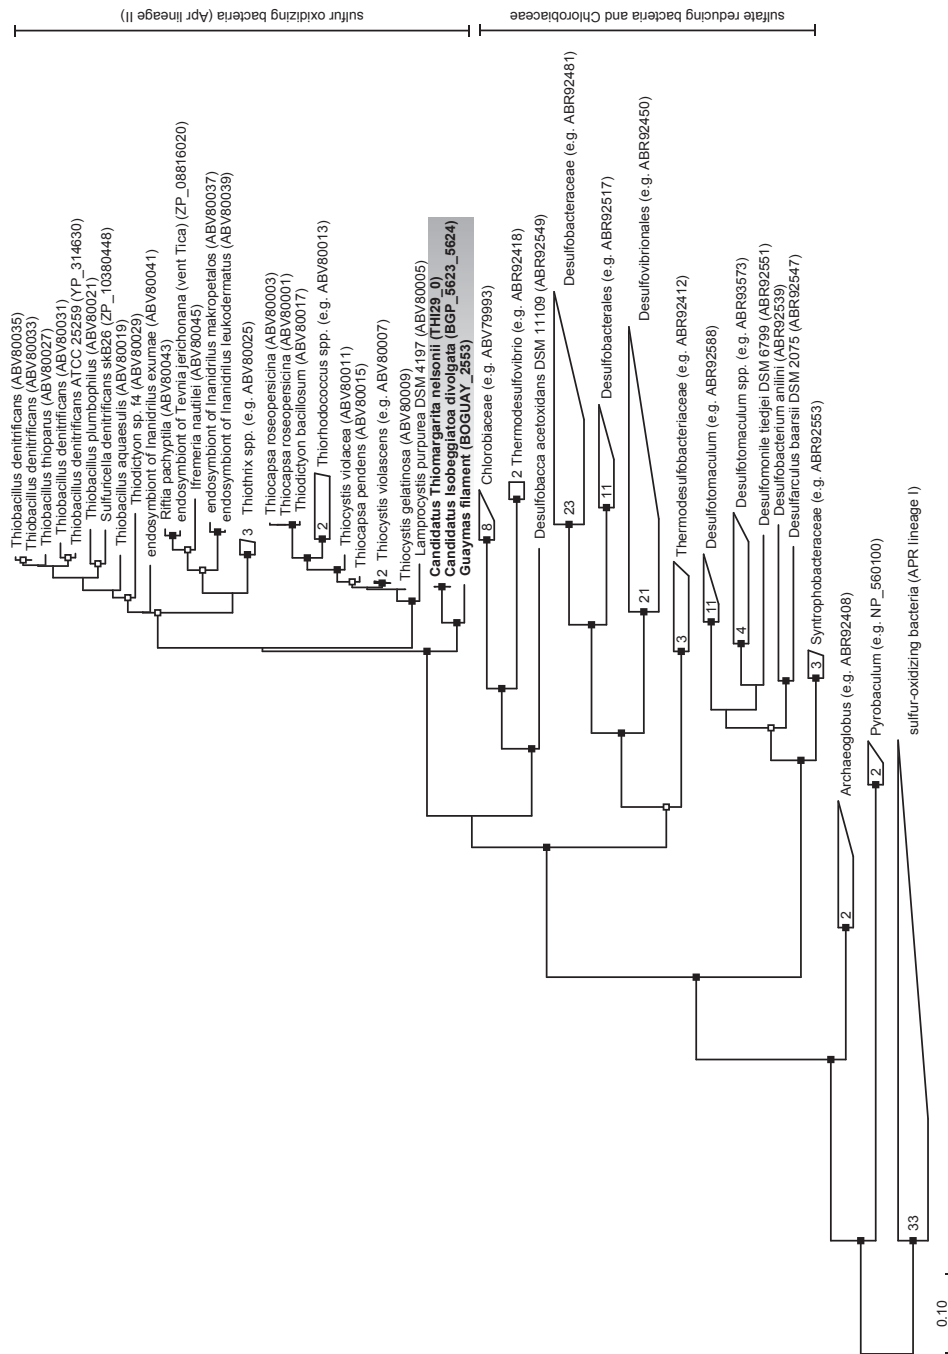 sulfur oxidizing bacteria (Apr lineage II)
sulfate reducing bacteria and Chlorobiaceae
Thiobacillus denitrificans (ABV80035)
Thiobacillus denitrificans (ABV80033)
Thiobacillus thioparus (ABV80027)
Thiobacillus denitrificans (ABV80031)
Thiobacillus denitrificans ATC 25259 (YP_314630)
Thiobacillus plumbophilus (ABV80021)
Sulfuricella denitrificans skB26 (ZP_10380448)
Thiobacillus aquaesulis (ABV80019)
Thiodictyon sp. f4 (ABV80029)
endosymbiont of Inanidrilus exumae (ABV80041)
Riftia pachyptila (ABV80043)
endosymbiont of Tevnia jerichonana (vent Tica) (ZP_08816020)
Ifremeria nautilei (ABV80045)
endosymbiont of Inanidrilus makropetalos (ABV80037)
endosymbiont of Inanidrilus leukodermatus (ABV80039)
3
Thiothrix spp. (e.g. ABV80025)
Thiocapsa roseopersicina (ABV80003)
Thiocapsa roseopersicina (ABV80001)
Thiodictyon bacillosum (ABV80017)
2
Thiorhodococcus spp. (e.g. ABV80013)
Thiocystis violacea (ABV80011)
Thiocapsa pendens (ABV80015)
2
Thiocystis violascens (e.g. ABV80007)
Thiocystis gelatinosa (ABV80009)
Lamprocystis purpurea DSM 4197 (ABV80005)
Candidatus Thiomargarita nelsonii (THI29_0)
Candidatus Isobeggiatoa divolgata (BGP_5623_5624)
Guaymas filament (BOGUAY_2553)
8
Chlorobiaceae (e.g. ABV79993)
2
Thermodesulfovibrio (e.g. ABR92418)
Desulfobacca acetoxidans DSM 11109 (ABR92549)
23
Desulfobacteraceae (e.g. ABR92481)
11
Desulfobacterales (e.g. ABR92517)
21
Desulfovibrionales (e.g. ABR92450)
3
Thermodesulfobacteriaceae (e.g. ABR92412)
11
Desulfotomaculum (e.g. ABR92588)
4
Desulfotomaculum spp. (e.g. ABR93573)
Desulfomonile tiedjei DSM 6799 (ABR92551)
Desulfobacterium anilini (ABR92539)
Desulfarculus baarsii DSM 2075 (ABR92547)
3
Syntrophobacteraceae (e.g. ABR92553)
2
Archaeoglobus (e.g. ABR92408)
2
Pyrobaculum (e.g. NP_560100)
33
sulfur-oxidizing bacteria (APR lineage I)
0.10